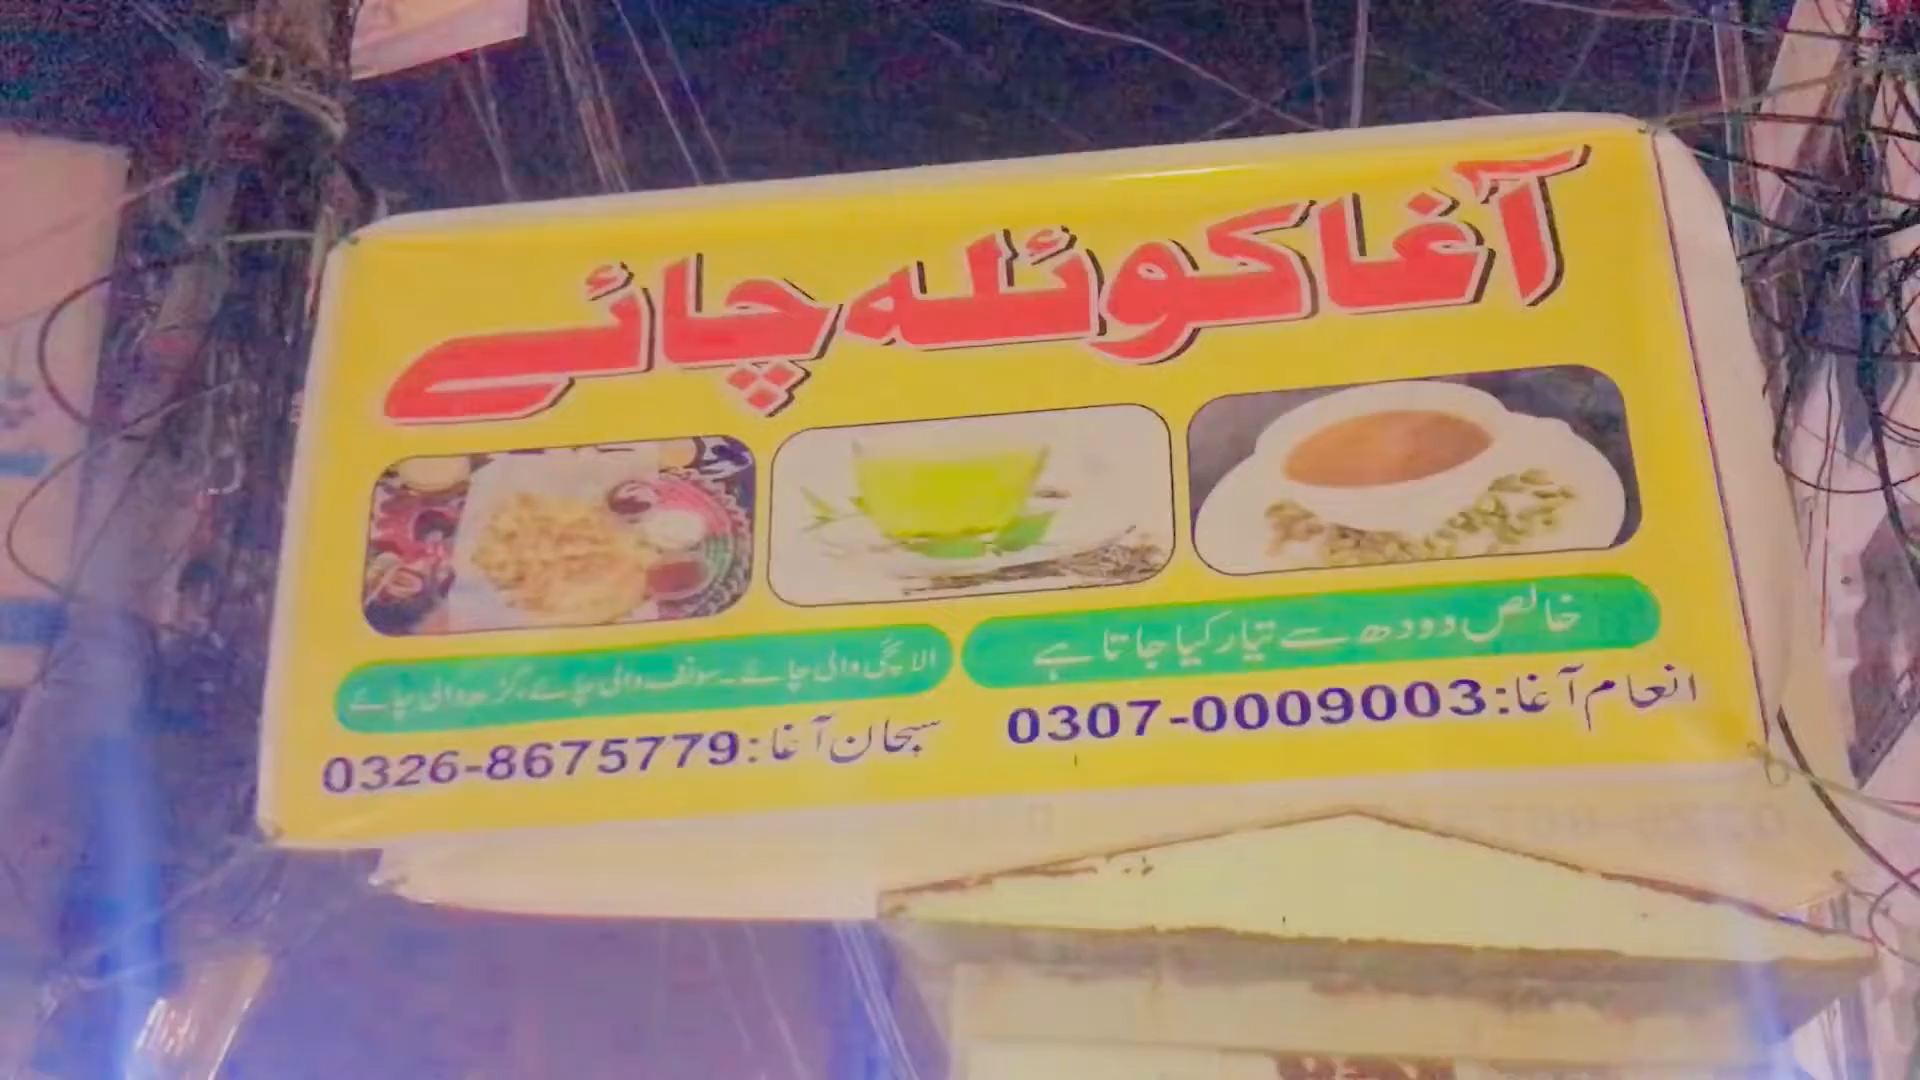 آغا کوئلہ چائے
خالص دودھ سے تیار کیا جاتا ہے
الائچی والی چائے۔ سونف والی چائے، گڑھ والی چائے
انعام آغا: 0307-0009003
سبحان آغا: 0326-8675779